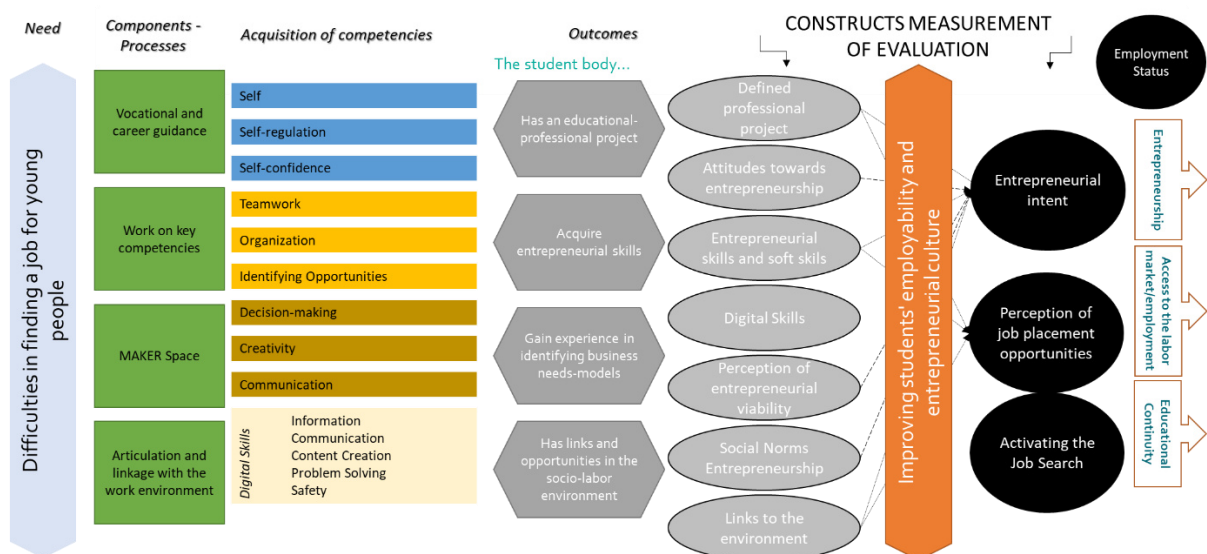 Need
Components -
Processes
Acquisition of competencies
Outcomes
CONSTRUCTS MEASUREMENT
OF EVALUATION
Employment
Status
The student body...
Difficulties in finding a job for young
people
Vocational and
career guidance
Work on key
competencies
MAKER Space
Articulation and
linkage with the
work environment
Self
Self-regulation
Self-confidence
Teamwork
Organization
Identifying Opportunities
Decision-making
Creativity
Communication
Digital Skills
Information
Communication
Content Creation
Problem Solving
Safety
Has an educational-
professional project
Acquire
entrepreneurial skills
Gain experience in
identifying business
needs-models
Has links and
opportunities in the
socio-labor
environment
Defined
professional
project
Attitudes towards
entrepreneurship
Entrepreneurial
skills and soft skils
Digital Skills
Perception of
entrepreneurial
viability
Social Norms
Entrepreneurship
Links to the
environment
Improving students' employability and
entrepreneurial culture
Entrepreneurial
intent
Perception of
job placement
opportunities
Activating the
Job Search
Entrepreneurship
Access to the labor
market/employment
Educational
Continuity